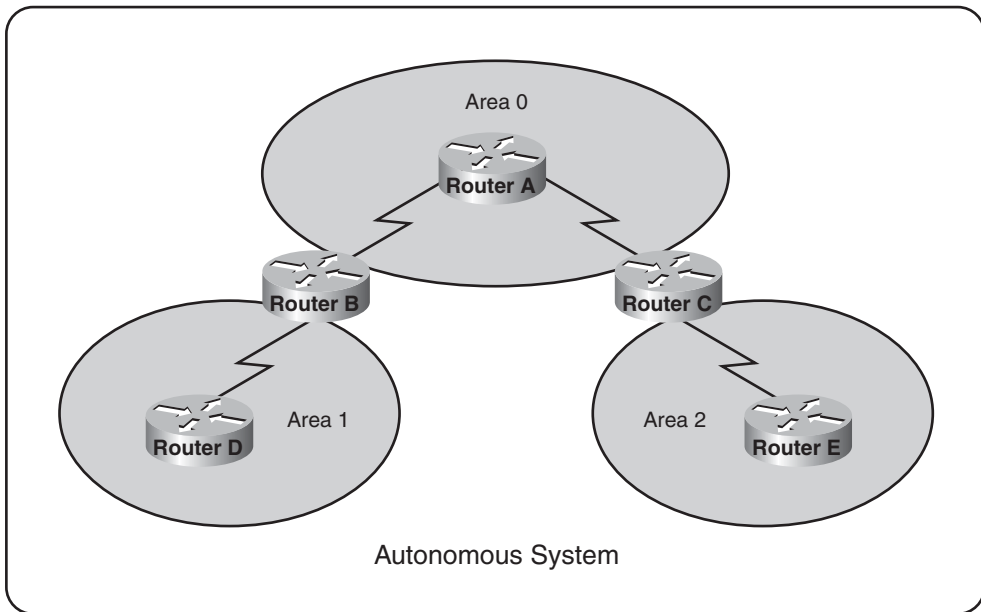 Area 0
Router A
Router B
Router C
Area 1
Area 2
Router D
Router E
Autonomous System